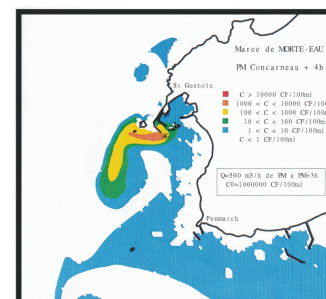 Maree de MORTE-EAU
PM Concarneau + 4h
St Guenole
C > 10000 CF/100ml
1000 < C < 10000 CF/100
100 < C < 1000 CF/100ml
10 < C < 100 CF/100ml
1 < C < 10 CF/100ml
C < 1 CF/100ml
Q=500 m3/h de PM a PM+3h
C0=1000000 CF/100ml
Penmarch